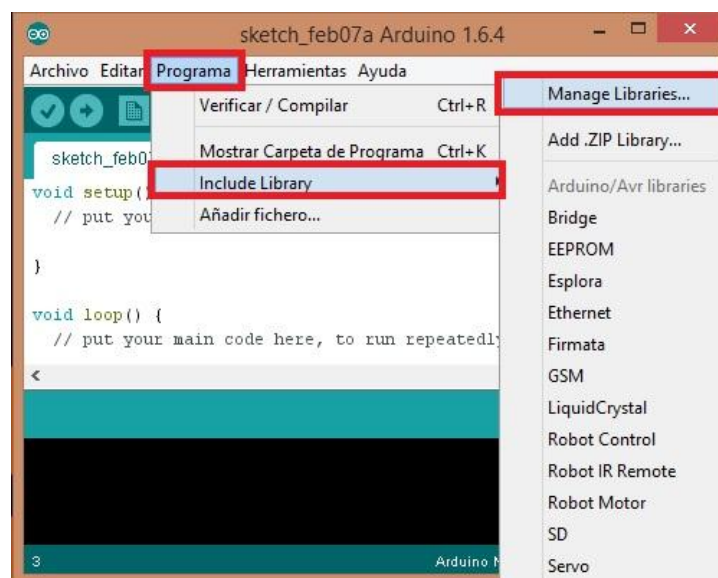 sketch_feb07a Arduino 1.6.4
Archivo Editar Programa Herramientas Ayuda
Verificar / Compilar Ctrl+R
Mostrar Carpeta de Programa Ctrl+K
Include Library
Añadir fichero...
Manage Libraries...
Add .ZIP Library...
Arduino/Avr libraries
Bridge
EEPROM
Esplora
Ethernet
Firmata
GSM
LiquidCrystal
Robot Control
Robot IR Remote
Robot Motor
SD
Servo
sketch_feb0
void setup()
// put you
}
void loop() {
// put your main code here, to run repeatedly
3 Arduino